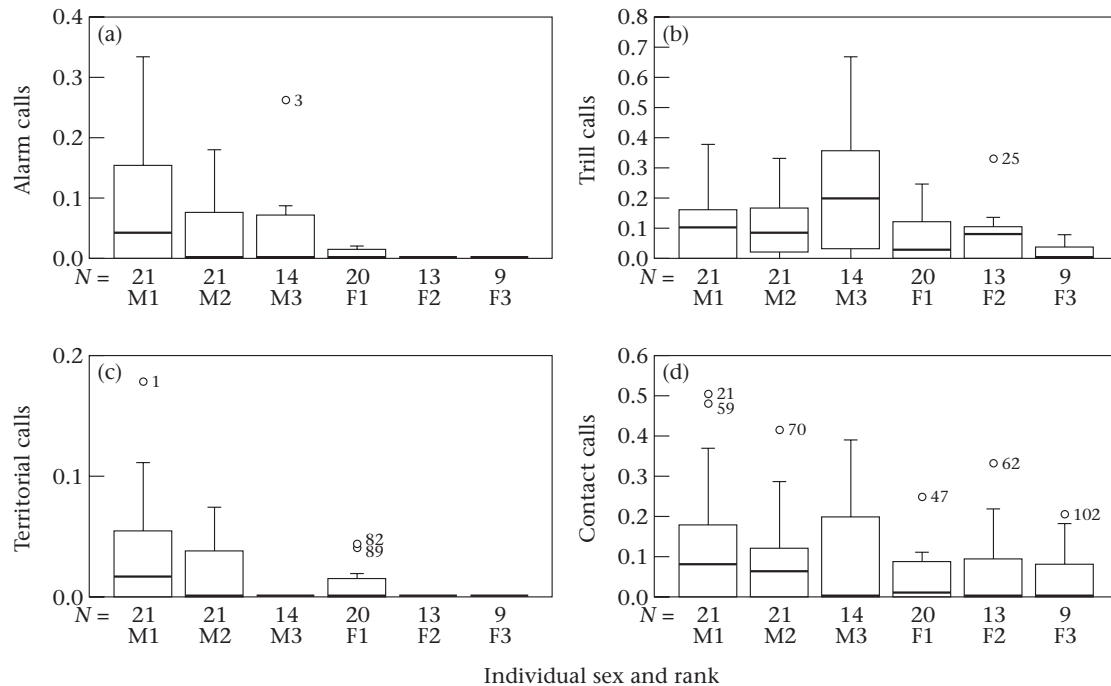 (a)
Alarm calls
0.4
0.3
0.2
0.1
0.0
3
N = 21 21 14 20 13 9
M1 M2 M3 F1 F2 F3
(b)
Trill calls
0.8
0.7
0.6
0.5
0.4
0.3
0.2
0.1
0.0
25
21 21 14 20 13 9
M1 M2 M3 F1 F2 F3
(c)
Territorial calls
0.2
0.1
0.0
1
82
89
N = 21 21 14 20 13 9
M1 M2 M3 F1 F2 F3
(d)
Contact calls
0.6
0.5
0.4
0.3
0.2
0.1
0.0
21
59
70
47
62
102
21 21 14 20 13 9
M1 M2 M3 F1 F2 F3
Individual sex and rank